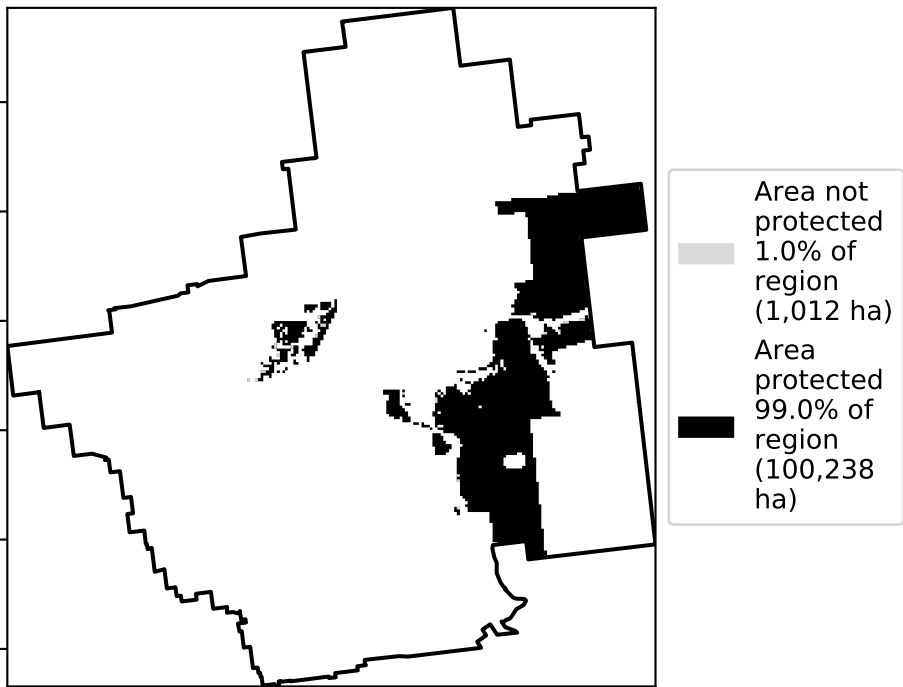 Area not
protected
1.0% of
region
(1,012 ha)
Area
protected
99.0% of
region
(100,238
ha)